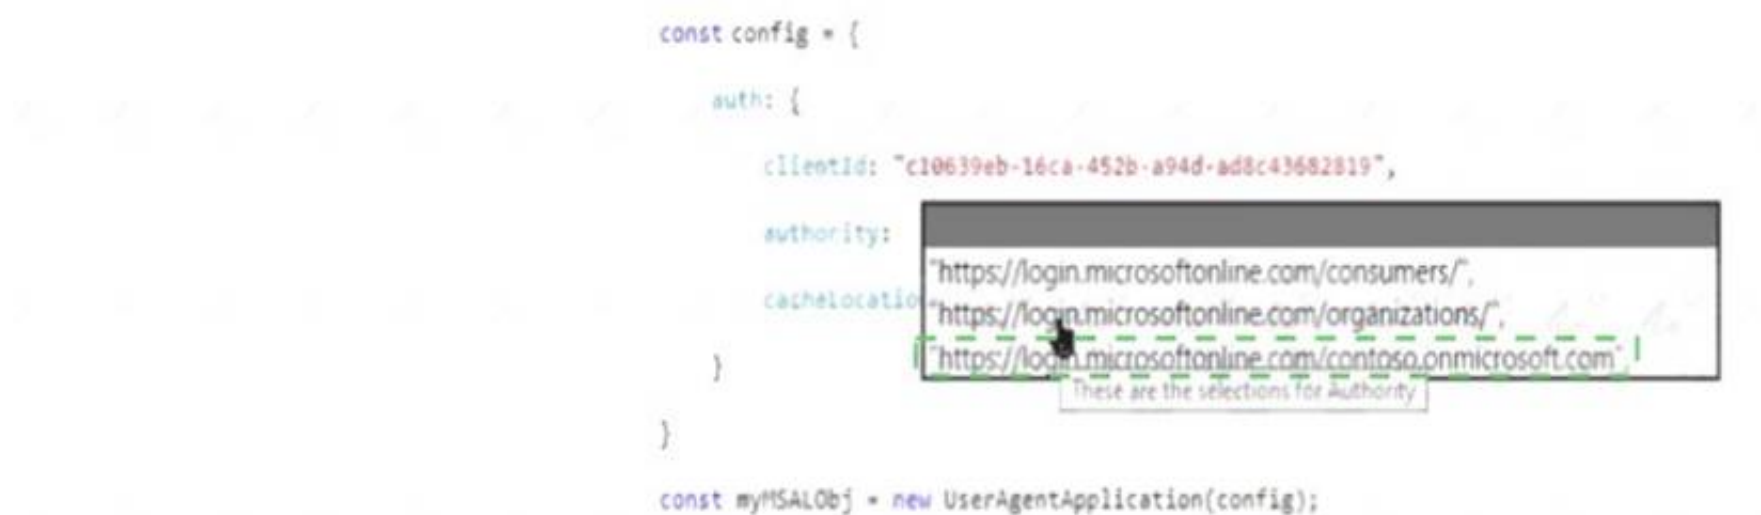 const config = {
auth: {
clientId: "c10639eb-16ca-452b-a94d-ad8c43682819",
authority:
"https://login.microsoftonline.com/consumers/",
"https://login.microsoftonline.com/organizations/",
cachelocatio
"https://login.microsoftonline.com/contoso.onmicrosoft.com"
These are the selections for Authority
}
}
const myMSALObj = new UserAgentApplication(config);